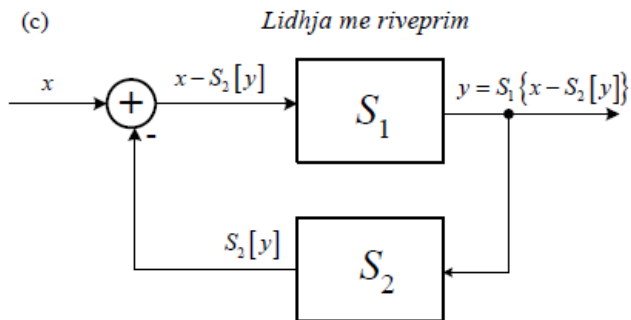 (c) Lidhja me riveprim
x
+
-
x − S₂[y]
S₁
y = S₁{x − S₂[y]}
S₂[y]
S₂